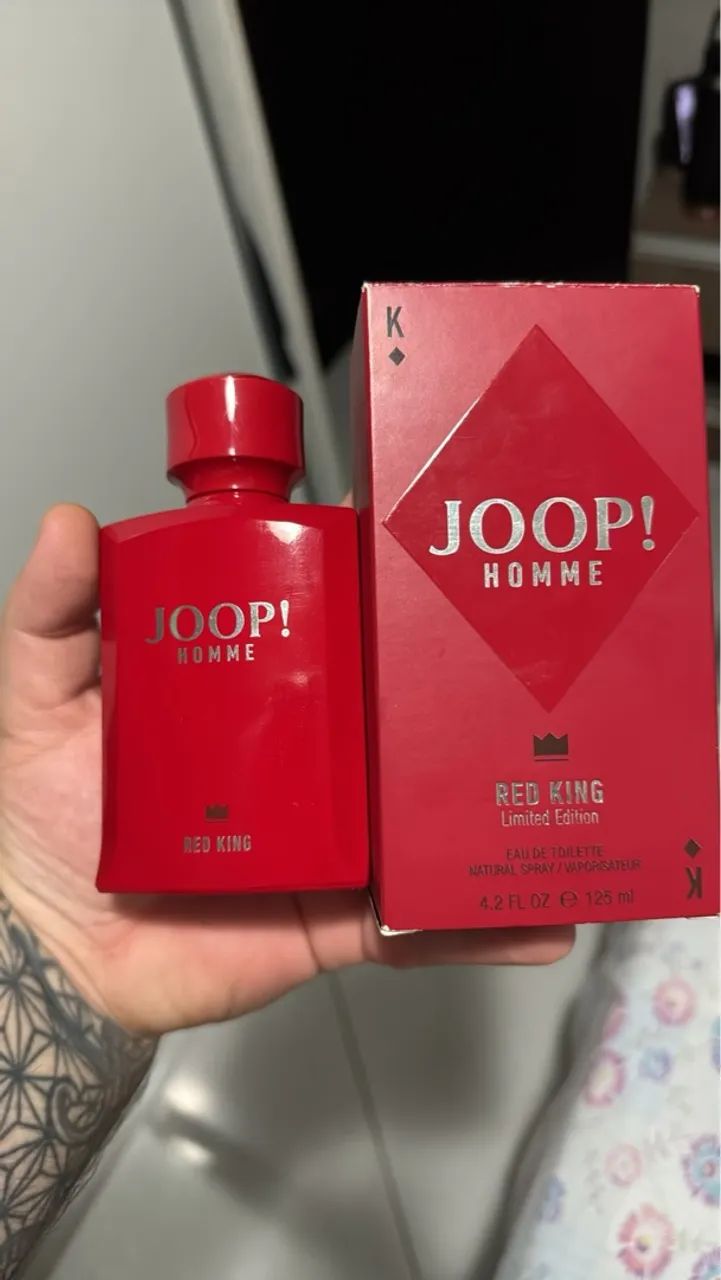 JOOP!
HOMME
RED KING
K
JOOP!
HOMME
RED KING
Limited Edition
EAU DE TOILETTE
NATURAL SPRAY / VAPORISATEUR
4.2 FL OZ ℮ 125 ml
K